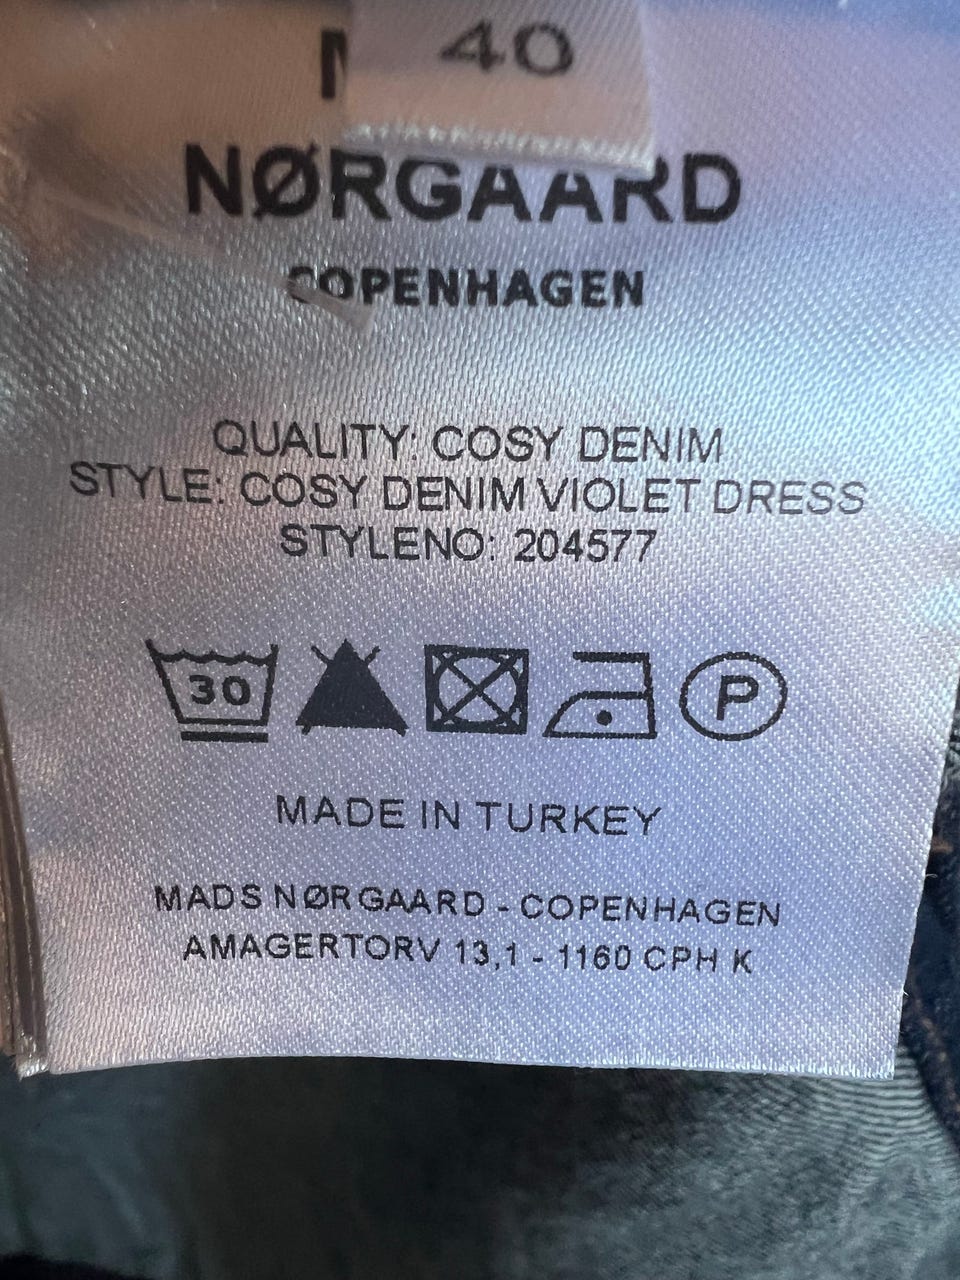 40
NØRGAARD
COPENHAGEN
QUALITY: COSY DENIM
STYLE: COSY DENIM VIOLET DRESS
STYLENO: 204577
30
P
MADE IN TURKEY
MADS NØRGAARD - COPENHAGEN
AMAGERTORV 13,1 - 1160 CPH K